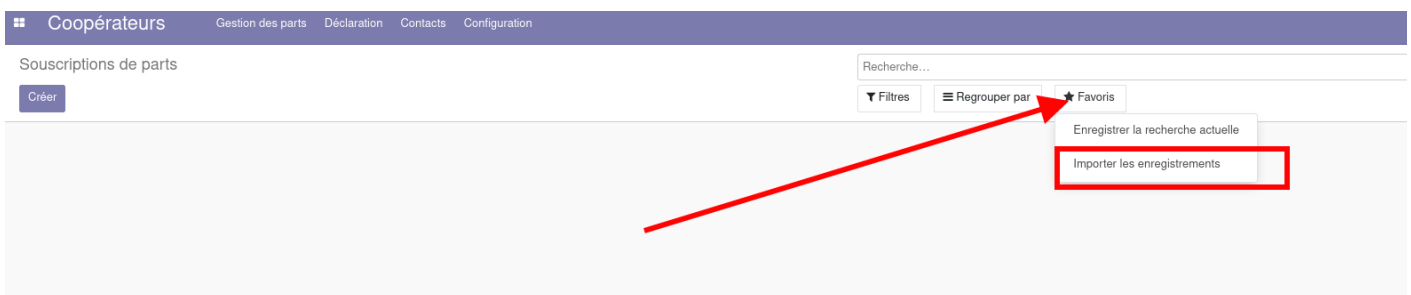 Coopérateurs Gestion des parts Déclaration Contacts Configuration
Souscriptions de parts
Recherche...
Créer
Filtres Regrouper par Favoris
Enregistrer la recherche actuelle
Importer les enregistrements